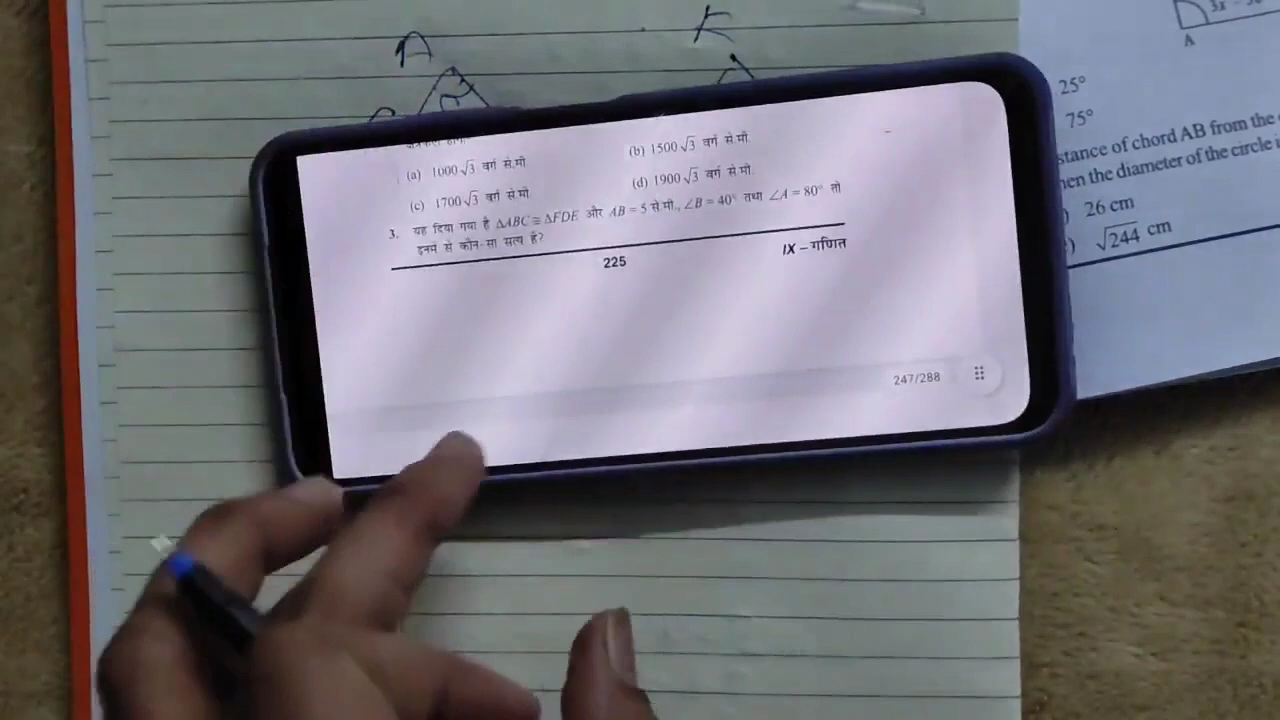 A
F
(a) 1000√3 वर्ग से.मी.
(b) 1500√3 वर्ग से.मी.
(c) 1700√3 वर्ग से.मी.
(d) 1900√3 वर्ग से.मी.
3. यह दिया गया है ΔABC ≅ ΔFDE और AB = 5 से.मी., ∠B = 40° तथा ∠A = 80° तो
इनमें से कौन-सा सत्य है?
225
IX – गणित
247/288
A
25°
75°
stance of chord AB from the
hen the diameter of the circle i
26 cm
√244 cm